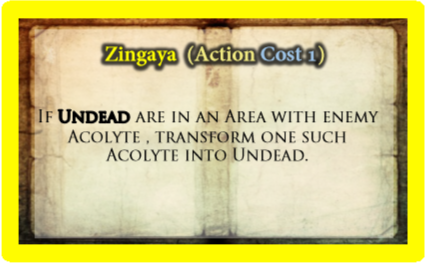 Zingaya (Action Cost 1)
If Undead are in an Area with enemy
Acolyte , transform one such
Acolyte into Undead.